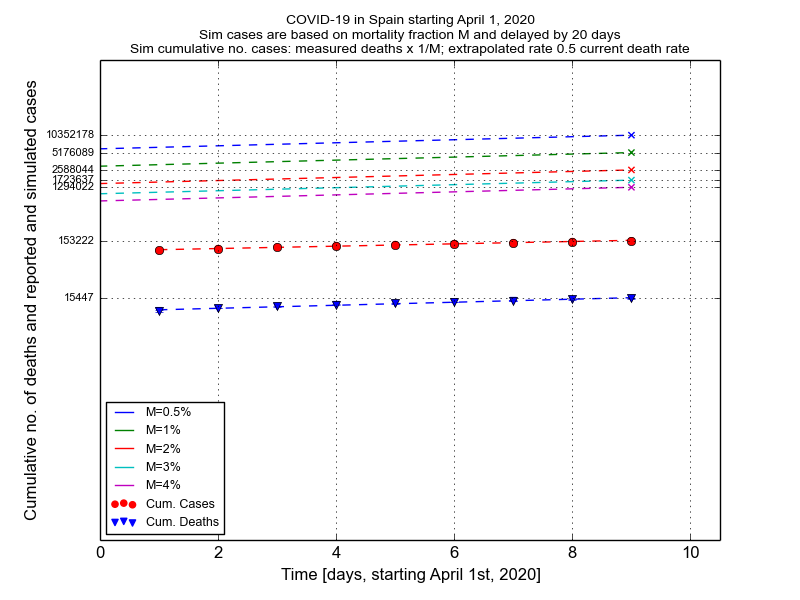 COVID-19 in Spain starting April 1, 2020
Sim cases are based on mortality fraction M and delayed by 20 days
Sim cumulative no. cases: measured deaths x 1/M; extrapolated rate 0.5 current death rate
Cumulative no. of deaths and reported and simulated cases
10352178
5176089
2588044
1723637
1294022
153222
15447
M=0.5%
M=1%
M=2%
M=3%
M=4%
Cum. Cases
Cum. Deaths
0 2 4 6 8 10
Time [days, starting April 1st, 2020]